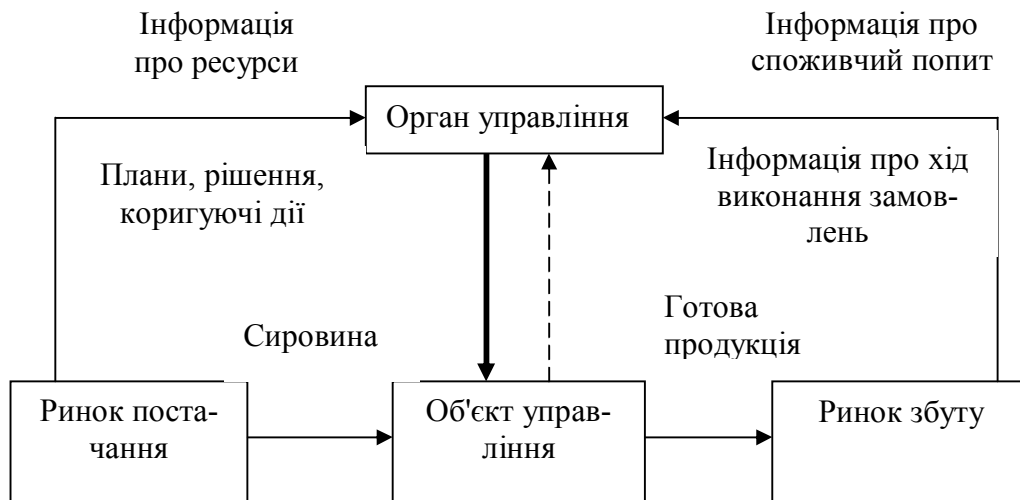 Інформація
про ресурси
Інформація про
споживчий попит
Орган управління
Плани, рішення,
коригуючі дії
Інформація про хід
виконання замов-
лень
Сировина
Готова
продукція
Ринок поста-
чання
Об'єкт управ-
ління
Ринок збуту